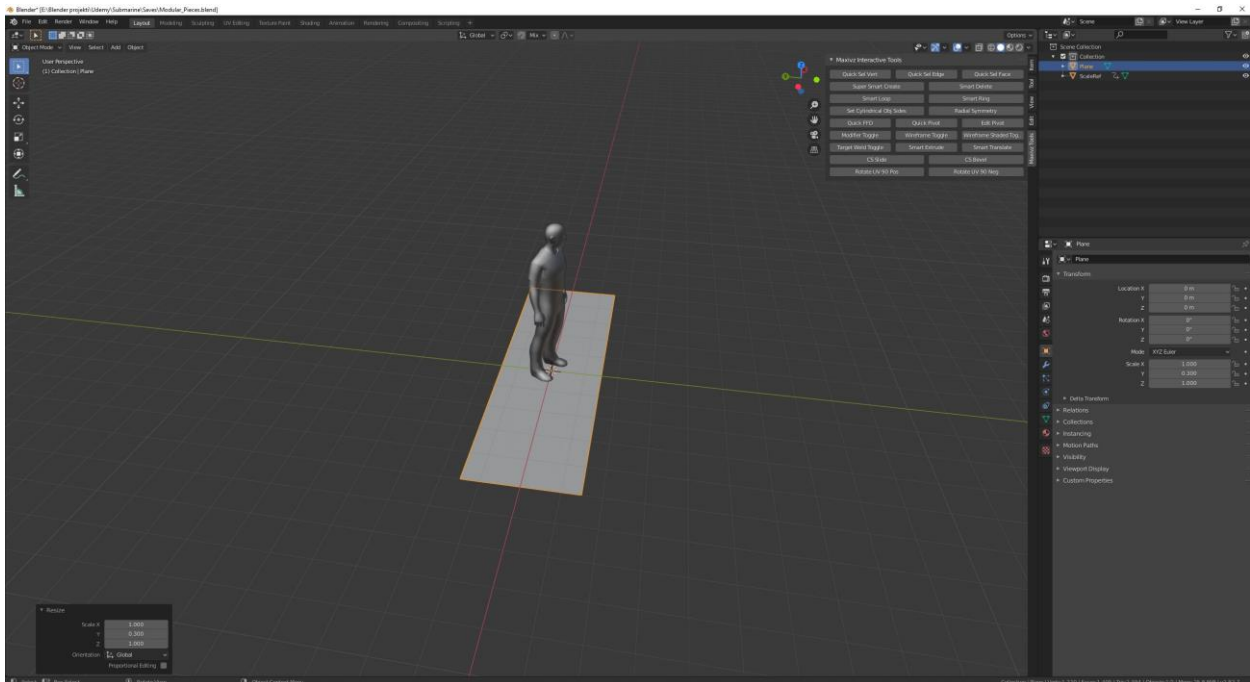 Blender* [E:\Blender projekti\Udemy\Submarine\Saves\Modular_Pieces.blend]
File Edit Render Window Help Layout Modeling Sculpting UV Editing Texture Paint Shading Animation Rendering Compositing Scripting + Scene View Layer
Object Mode View Select Add Object Global Mix Options
User Perspective
(1) Collection | Plane
Maxivz Interactive Tools
Quick Sel Vert Quick Sel Edge Quick Sel Face
Super Smart Create Smart Delete
Smart Loop Smart Ring
Set Cylindrical Obj Sides Radial Symmetry
Quick FFD Quick Pivot Edit Pivot
Modifier Toggle Wireframe Toggle Wireframe Shaded Tog..
Target Weld Toggle Smart Extrude Smart Translate
CS Slide CS Bevel
Rotate UV 90 Pos Rotate UV 90 Neg
Item
Tool
View
Edit
Maxivz Tools
Scene Collection
Collection
Plane
ScaleRef
Plane
Plane
Transform
Location X 0 m
Y 0 m
Z 0 m
Rotation X 0°
Y 0°
Z 0°
Mode XYZ Euler
Scale X 1.000
Y 0.300
Z 1.000
Delta Transform
Relations
Collections
Instancing
Motion Paths
Visibility
Viewport Display
Custom Properties
Resize
Scale X 1.000
Y 0.300
Z 1.000
Orientation Global
Proportional Editing